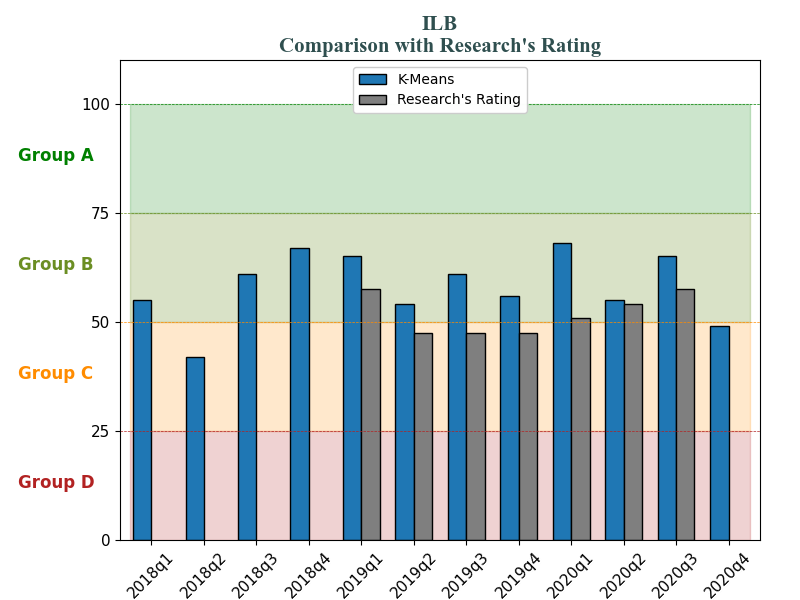 ILB
Comparison with Research's Rating
K-Means
Research's Rating
100
75
50
25
0
Group A
Group B
Group C
Group D
2018q1
2018q2
2018q3
2018q4
2019q1
2019q2
2019q3
2019q4
2020q1
2020q2
2020q3
2020q4